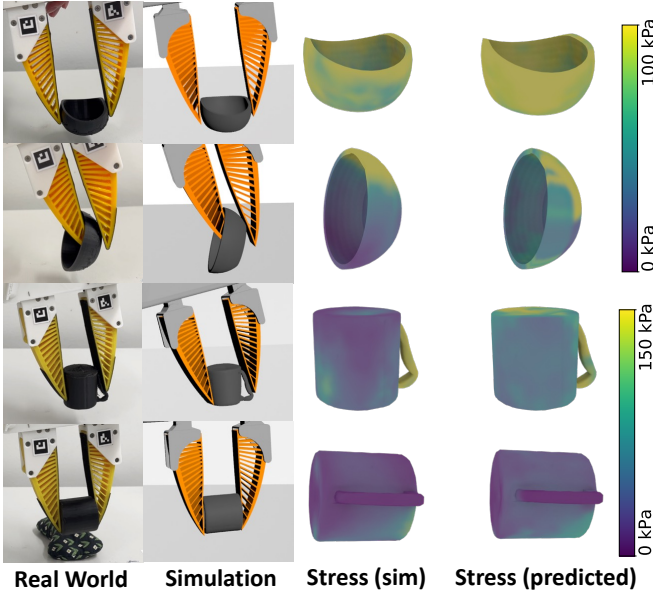 100 kPa
0 kPa
150 kPa
0 kPa
Real World
Simulation
Stress (sim)
Stress (predicted)